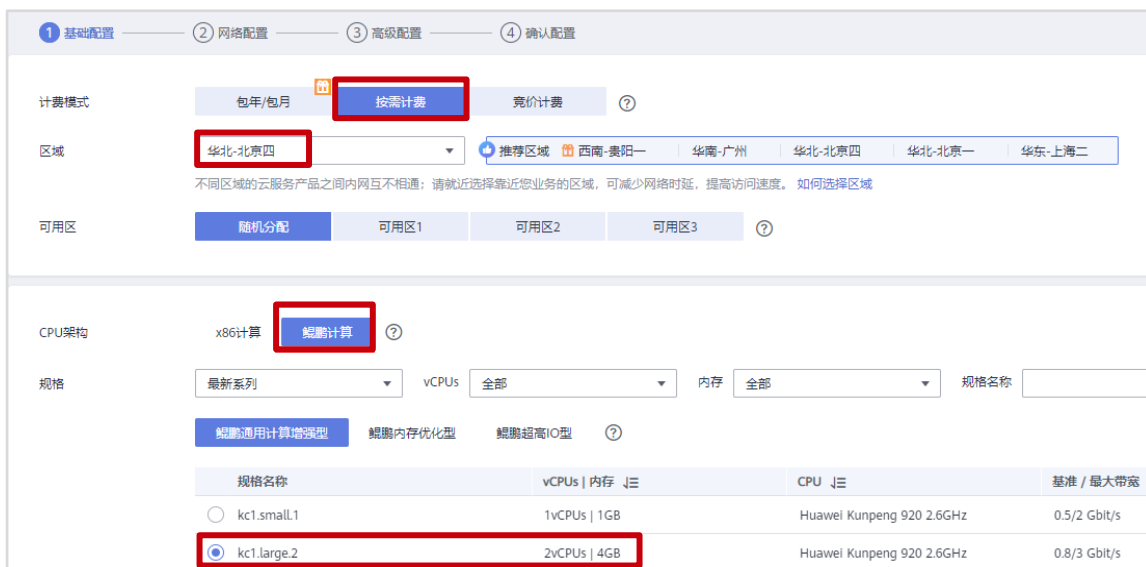 1 基础配置 2 网络配置 3 高级配置 4 确认配置
计费模式 包年/包月 按需计费 竞价计费 ?
区域 华北-北京四 推荐区域 西南-贵阳一 华南-广州 华北-北京四 华北-北京一 华东-上海二
不同区域的云服务产品之间内网互不相通；请就近选择靠近您业务的区域，可减少网络时延，提高访问速度。 如何选择区域
可用区 随机分配 可用区1 可用区2 可用区3 ?
CPU架构 x86计算 鲲鹏计算 ?
规格 最新系列 vCPUs 全部 内存 全部 规格名称
鲲鹏通用计算增强型 鲲鹏内存优化型 鲲鹏超高IO型 ?
规格名称 vCPUs | 内存 CPU 基准 / 最大带宽
kc1.small.1 1vCPUs | 1GB Huawei Kunpeng 920 2.6GHz 0.5/2 Gbit/s
kc1.large.2 2vCPUs | 4GB Huawei Kunpeng 920 2.6GHz 0.8/3 Gbit/s